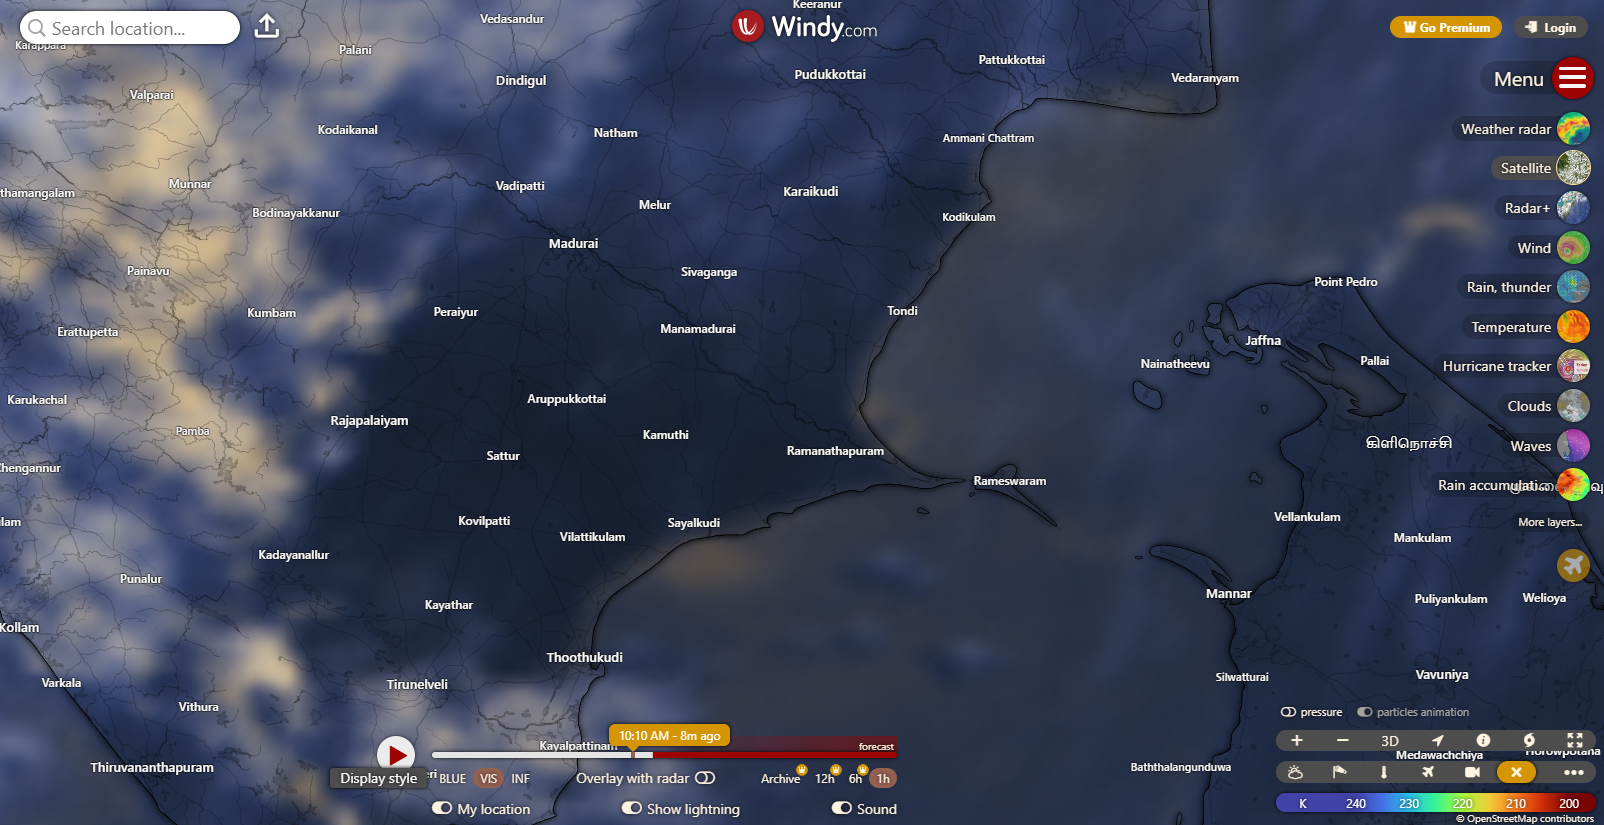 Search location...
Windy.com
Go Premium
Login
Menu
Weather radar
Satellite
Radar+
Wind
Rain, thunder
Temperature
Hurricane tracker
Clouds
Waves
Rain accumulati
More layers...
Keeranur
Vedasandur
Karappara
Palani
Pattukkottai
Dindigul
Pudukkottai
Vedaranyam
Valparai
Kodaikanal
Natham
Ammani Chattram
Munnar
Vadipatti
Karaikudi
thamangalam
Melur
Bodinayakkanur
Kodikulam
Madurai
Painavu
Sivaganga
Point Pedro
Kumbam
Peraiyur
Tondi
Erattupetta
Manamadurai
Jaffna
Nainatheevu
Pallai
Karukachal
Aruppukkottai
Rajapalaiyam
Pamba
Kamuthi
கிளிநொச்சி
Sattur
Ramanathapuram
Chengannur
Rameswaram
Kovilpatti
Sayalkudi
Vellankulam
lam
Vilattikulam
Mankulam
Kadayanallur
Punalur
Mannar
Puliyankulam
Welioya
Kayathar
Kollam
Thoothukudi
Silwatturai
Vavuniya
Varkala
Tirunelveli
Vithura
Kayalpattinam
Medawachchiya
Horowpotana
Thiruvananthapuram
Baththalangunduwa
eri
10:10 AM - 8m ago
forecast
Display style
BLUE
VIS
INF
Overlay with radar
Archive
12h
6h
1h
My location
Show lightning
Sound
pressure
particles animation
3D
K 240 230 220 210 200
© OpenStreetMap contributors